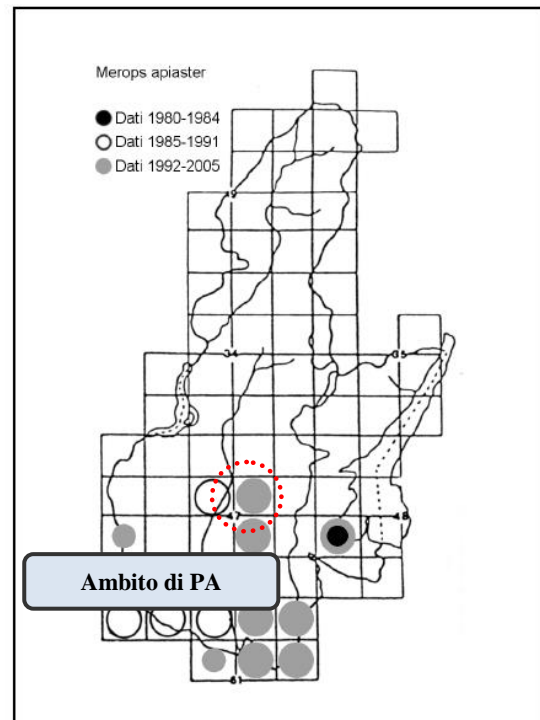 Merops apiaster
Dati 1980-1984
Dati 1985-1991
Dati 1992-2005
49
34
47
48
Ambito di PA
61